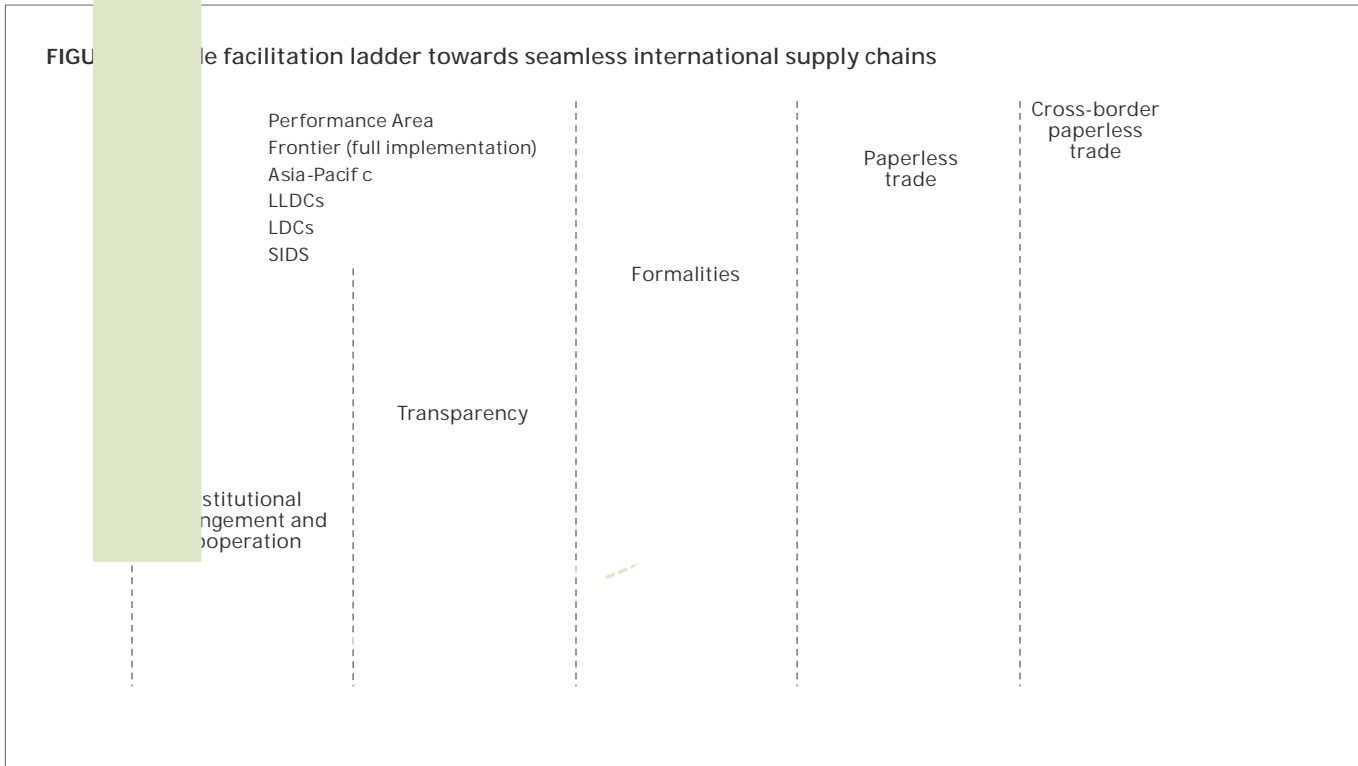 FIGU le facilitation ladder towards seamless international supply chains
Performance Area
Frontier (full implementation)
Asia-Pacif c
LLDCs
LDCs
SIDS
Cross-border
paperless
trade
Paperless
trade
Formalities
Transparency
stitutional
ngement and
ooperation